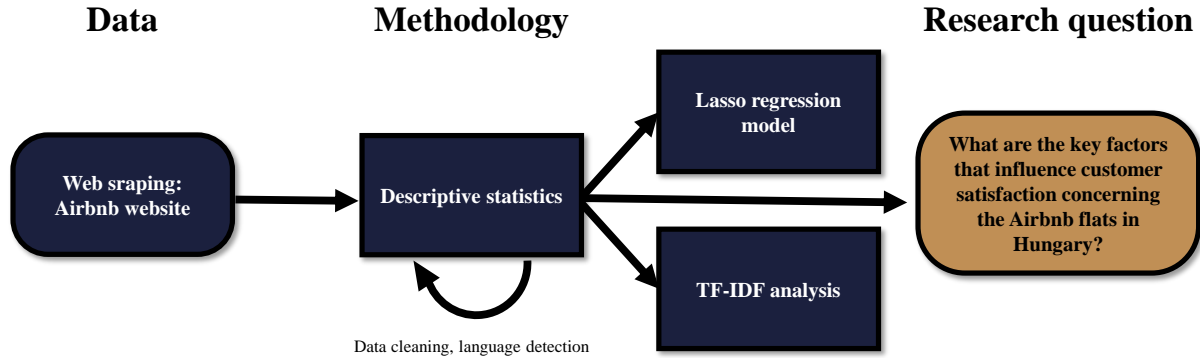 Data
Methodology
Research question
Web sraping:
Airbnb website
Descriptive statistics
Data cleaning, language detection
Lasso regression
model
TF-IDF analysis
What are the key factors
that influence customer
satisfaction concerning
the Airbnb flats in
Hungary?